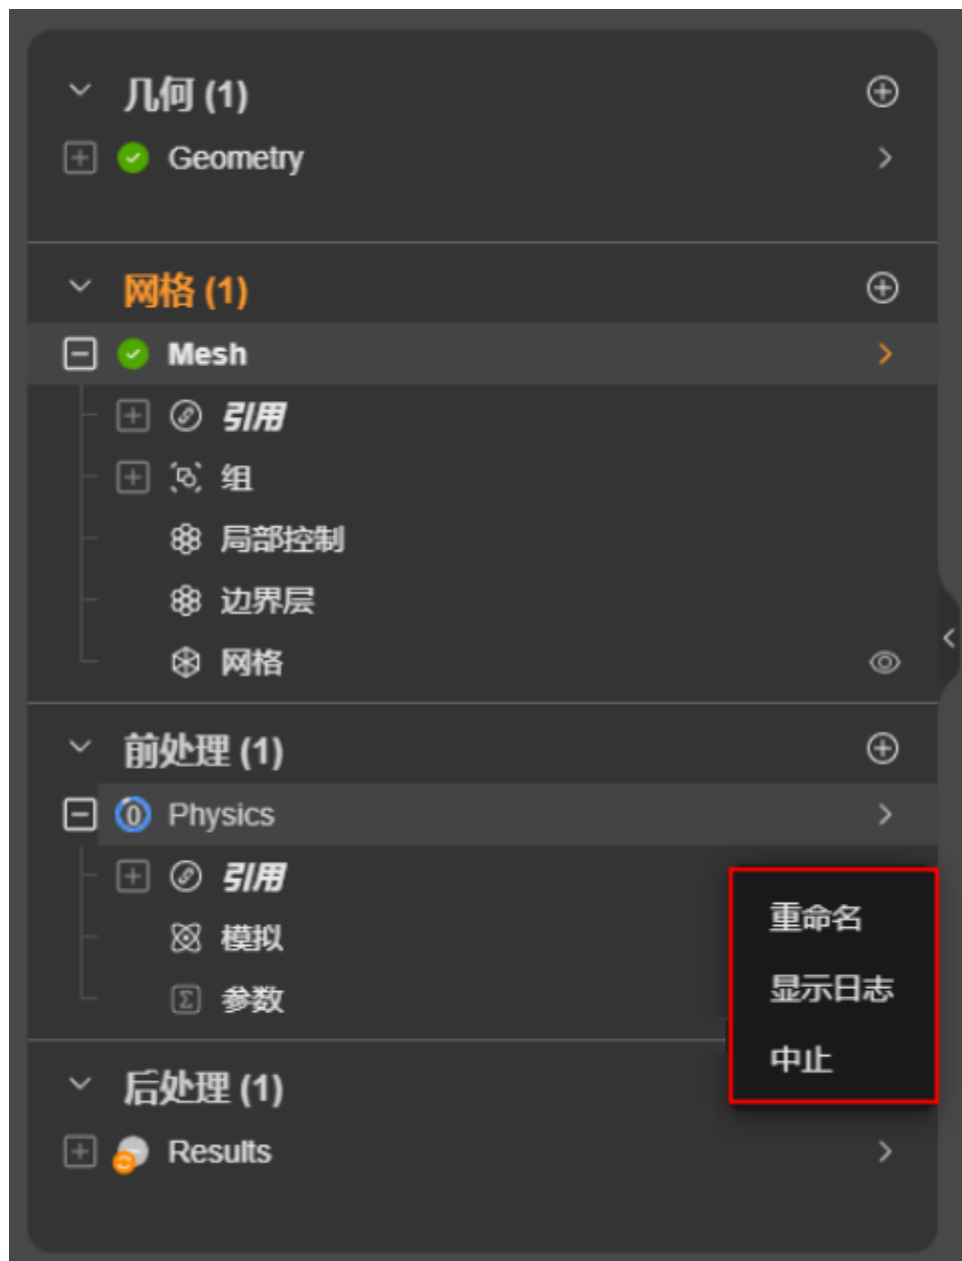 几何 (1)
Geometry
网格 (1)
Mesh
引用
组
局部控制
边界层
网格
前处理 (1)
0 Physics
引用
模拟
Σ 参数
重命名
显示日志
中止
后处理 (1)
Results